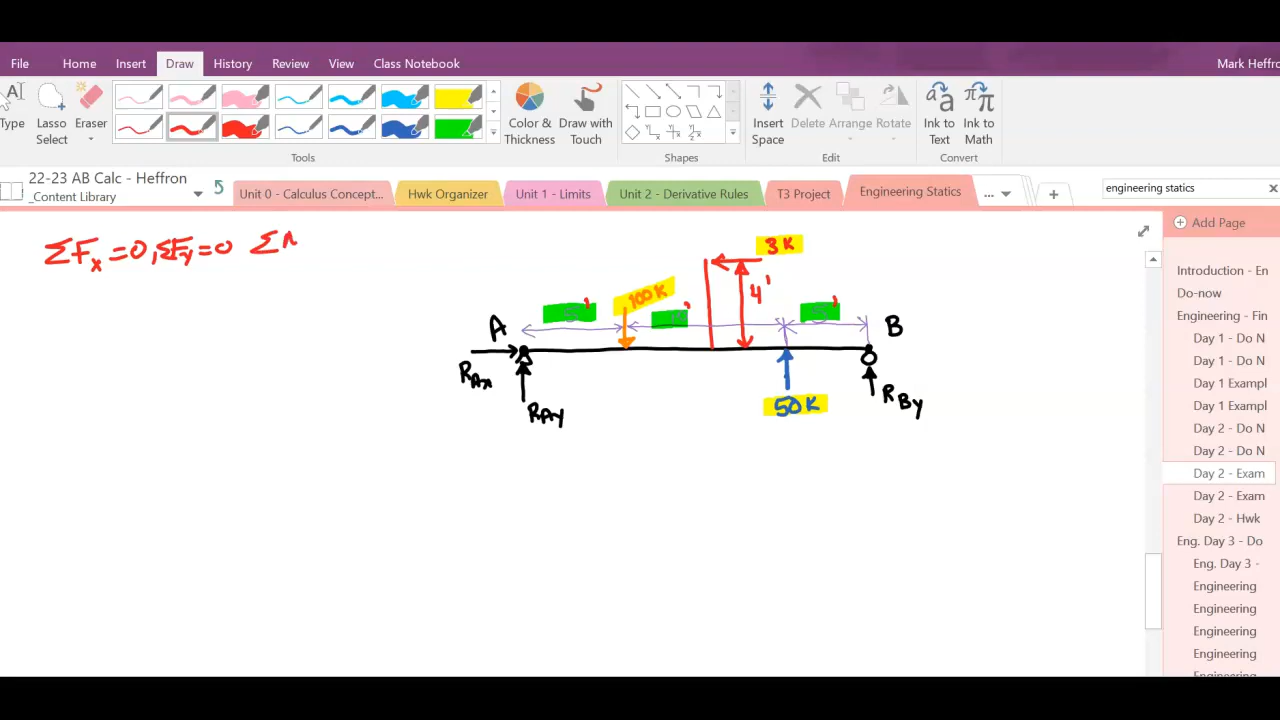 File Home Insert Draw History Review View Class Notebook Mark Heffro
Type Lasso Select Eraser Color & Thickness Draw with Touch Insert Space Delete Arrange Rotate Ink to Text Ink to Math
Tools Shapes Edit Convert
22-23 AB Calc - Heffron
_Content Library
Unit 0 - Calculus Concept... Hwk Organizer Unit 1 - Limits Unit 2 - Derivative Rules T3 Project Engineering Statics ... engineering statics
Add Page
ΣFx = 0, ΣFy = 0 Σ
3 K
100 K
4'
A
B
RAx
RAy
50 K
RBy
Introduction - En
Do-now
Engineering - Fin
Day 1 - Do N
Day 1 - Do N
Day 1 Exampl
Day 1 Exampl
Day 2 - Do N
Day 2 - Do N
Day 2 - Exam
Day 2 - Exam
Day 2 - Hwk
Eng. Day 3 - Do
Eng. Day 3 -
Engineering
Engineering
Engineering
Engineering